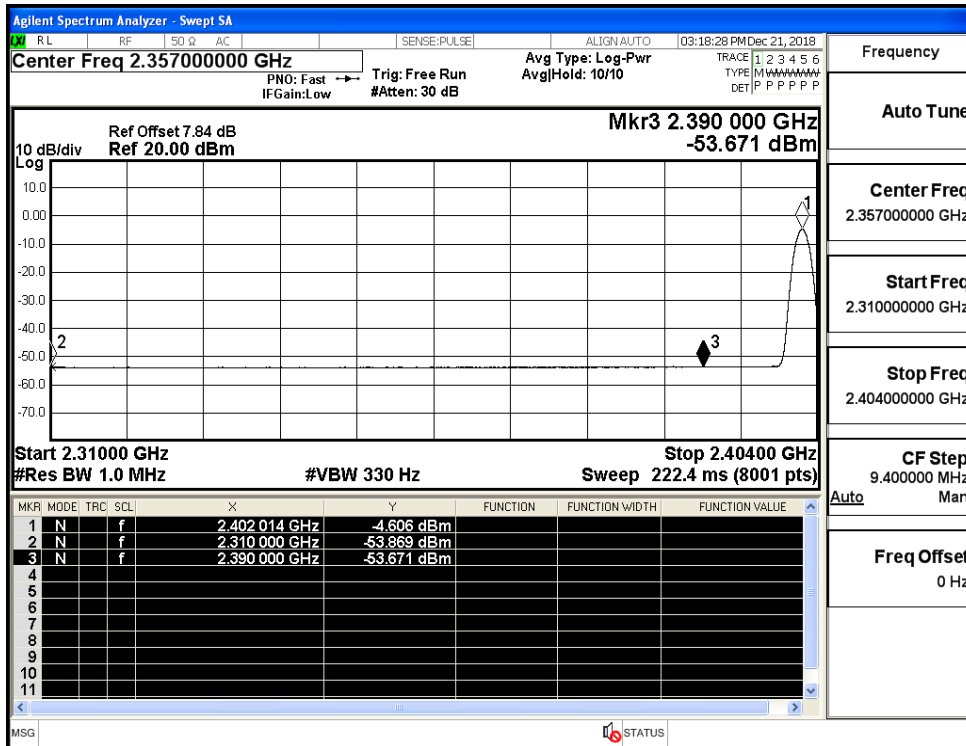 Agilent Spectrum Analyzer - Swept SA
LXI RL RF 50 Ω AC SENSE:PULSE ALIGN AUTO 03:18:28 PM Dec 21, 2018
Center Freq 2.357000000 GHz
PNO: Fast
IFGain:Low
Trig: Free Run
#Atten: 30 dB
Avg Type: Log-Pwr
Avg|Hold: 10/10
TRACE 1 2 3 4 5 6
TYPE M WWWWW
DET P P P P P P
Mkr3 2.390 000 GHz
-53.671 dBm
Ref Offset 7.84 dB
10 dB/div Ref 20.00 dBm
Log
10.0
0.00
-10.0
-20.0
-30.0
-40.0
-50.0
-60.0
-70.0
1
2
3
Start 2.31000 GHz Stop 2.40400 GHz
#Res BW 1.0 MHz #VBW 330 Hz Sweep 222.4 ms (8001 pts)
MKR MODE TRC SCL X Y FUNCTION FUNCTION WIDTH FUNCTION VALUE
1 N f 2.402 014 GHz -4.606 dBm
2 N f 2.310 000 GHz -53.869 dBm
3 N f 2.390 000 GHz -53.671 dBm
4
5
6
7
8
9
10
11
MSG STATUS
Frequency
Auto Tune
Center Freq
2.357000000 GHz
Start Freq
2.310000000 GHz
Stop Freq
2.404000000 GHz
CF Step
9.400000 MHz
Auto Man
Freq Offset
0 Hz